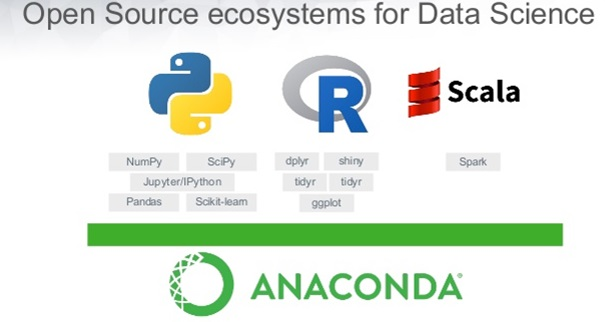 Open Source ecosystems for Data Science
R
Scala
NumPy SciPy dplyr shiny Spark
Jupyter/IPython tidyr tidyr
Pandas Scikit-learn ggplot
ANACONDA®